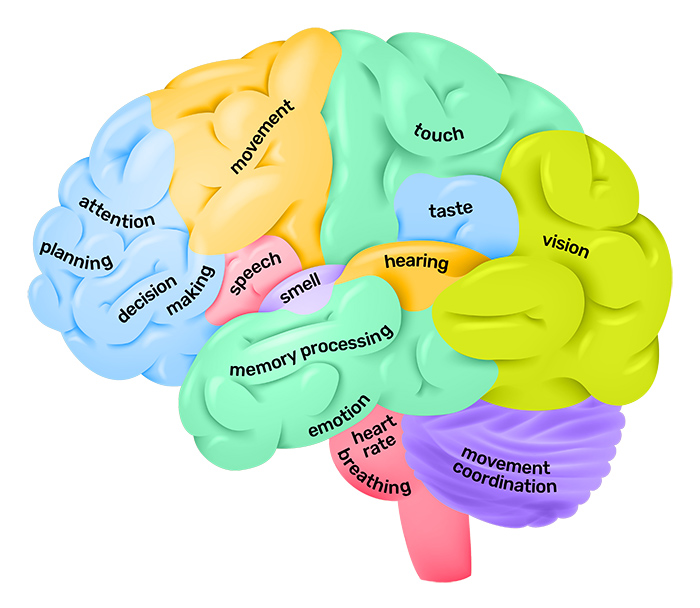 movement
touch
attention
planning
decision
making
speech
smell
taste
hearing
vision
memory processing
emotion
heart
rate
breathing
movement
coordination